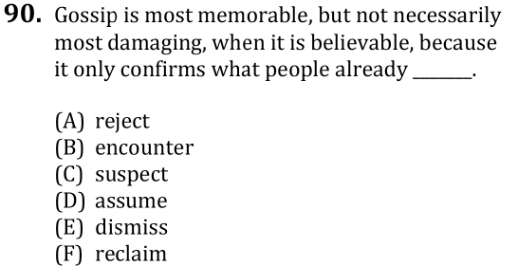 90. Gossip is most memorable, but not necessarily
most damaging, when it is believable, because
it only confirms what people already _______.
(A) reject
(B) encounter
(C) suspect
(D) assume
(E) dismiss
(F) reclaim